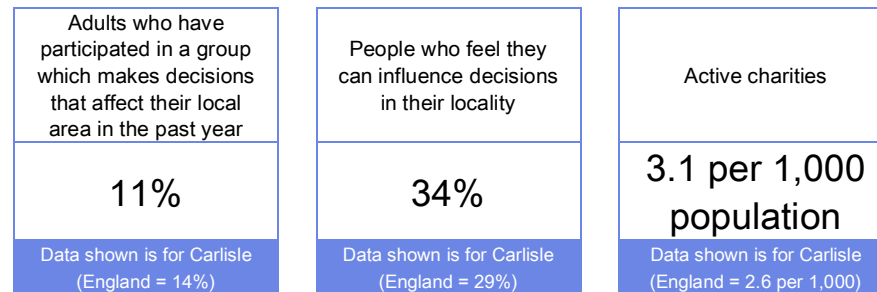 Adults who have
participated in a group
which makes decisions
that affect their local
area in the past year
11%
Data shown is for Carlisle
(England = 14%)
People who feel they
can influence decisions
in their locality
34%
Data shown is for Carlisle
(England = 29%)
Active charities
3.1 per 1,000
population
Data shown is for Carlisle
(England = 2.6 per 1,000)